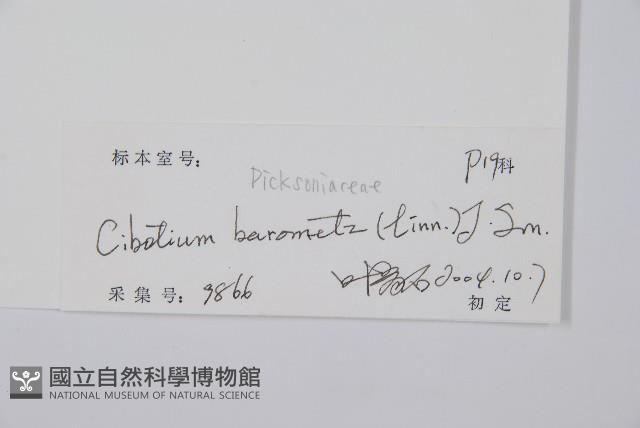 标本室号： P19科
Dicksoniareae
Cibotium barometz (Linn.) J. Sm.
采集号： 9866 2004.10.7
初定
國立自然科學博物館
NATIONAL MUSEUM OF NATURAL SCIENCE